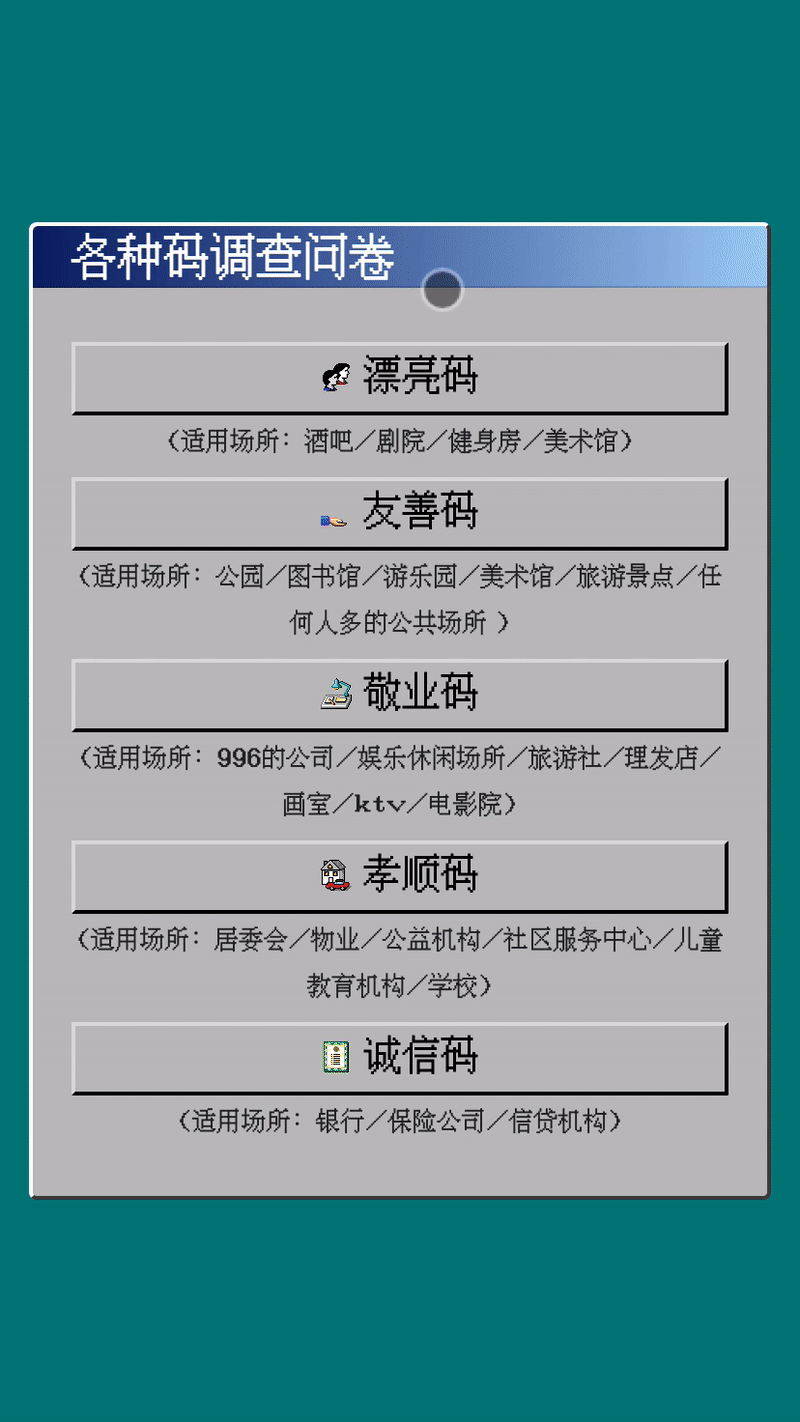 各种码调查问卷
漂亮码
（适用场所：酒吧／剧院／健身房／美术馆）
友善码
（适用场所：公园／图书馆／游乐园／美术馆／旅游景点／任
何人多的公共场所 ）
敬业码
（适用场所：996的公司／娱乐休闲场所／旅游社／理发店／
画室／ktv／电影院）
孝顺码
（适用场所：居委会／物业／公益机构／社区服务中心／儿童
教育机构／学校）
诚信码
（适用场所：银行／保险公司／信贷机构）